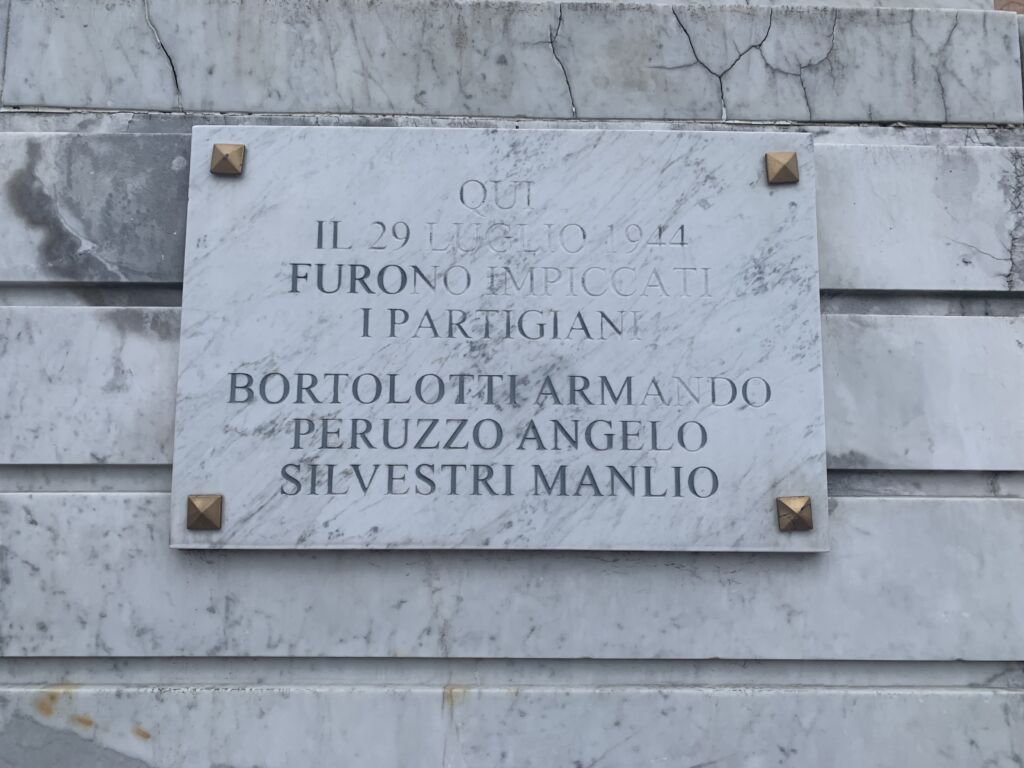 QUI
IL 29 LUGLIO 1944
FURONO IMPICCATI
I PARTIGIANI
BORTOLOTTI ARMANDO
PERUZZO ANGELO
SILVESTRI MANLIO